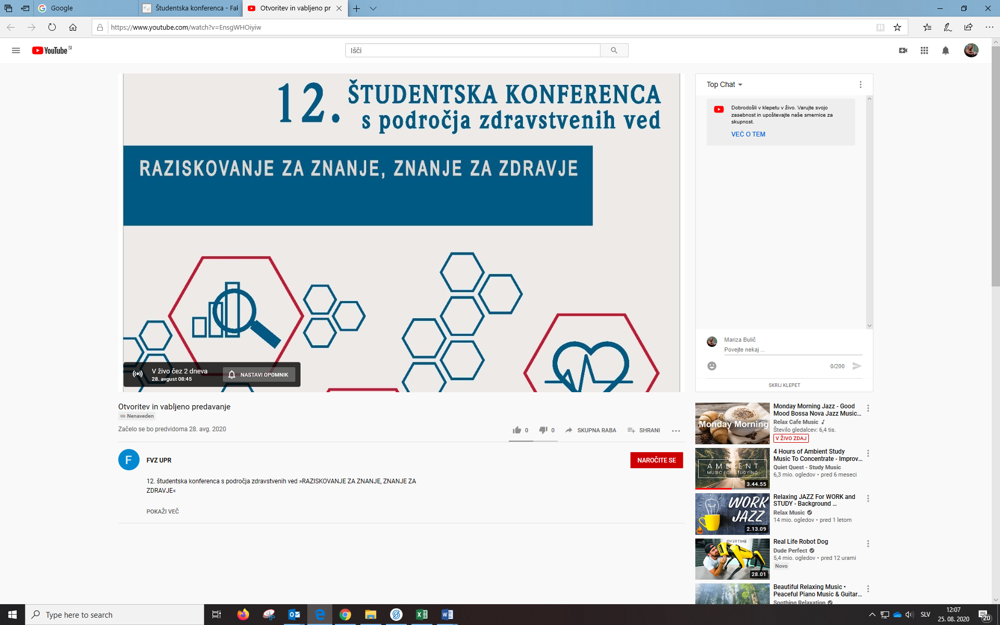 Google
Študentska konferenca - Fak
Otvoritev in vabljeno pr
https://www.youtube.com/watch?v=EnsgWHOiyiw
YouTube SI
Išči
12. ŠTUDENTSKA KONFERENCA
s področja zdravstvenih ved
RAZISKOVANJE ZA ZNANJE, ZNANJE ZA ZDRAVJE
V živo čez 2 dneva
28. avgust 08:45
NASTAVI OPOMNIK
Otvoritev in vabljeno predavanje
Nenaveden
Začelo se bo predvidoma 28. avg. 2020
0
0
SKUPNA RABA
SHRANI
F
FVZ UPR
NAROČITE SE
12. študentska konferenca s področja zdravstvenih ved »RAZISKOVANJE ZA ZNANJE, ZNANJE ZA
ZDRAVJE«
POKAŽI VEČ
Top Chat
Dobrodošli v klepetu v živo. Varujte svojo
zasebnost in upoštevajte naše smernice za
skupnost.
VEČ O TEM
Mariza Bulič
Povejte nekaj ...
0/200
SKRIJ KLEPET
Monday Morning
Monday Morning Jazz - Good
Mood Bossa Nova Jazz Music...
Relax Cafe Music
Število gledalcev: 6,4 tis.
V ŽIVO ZDAJ
AMBIENT
MUSIC FOR STUDYING
3.44.55
4 Hours of Ambient Study
Music To Concentrate - Improv...
Quiet Quest - Study Music
6,3 mio. ogledov • pred 6 meseci
WORK
JAZZ
2.13.09
Relaxing JAZZ For WORK and
STUDY - Background ...
Relax Music
14 mio. ogledov • pred 1 letom
OVERTIME
28.01
Real Life Robot Dog
Dude Perfect
5,4 mio. ogledov • pred 12 urami
Novo
Beautiful Relaxing Music •
Peaceful Piano Music & Guitar...
Soothing Relaxation
Type here to search
SLV
12:07
25. 08. 2020
20